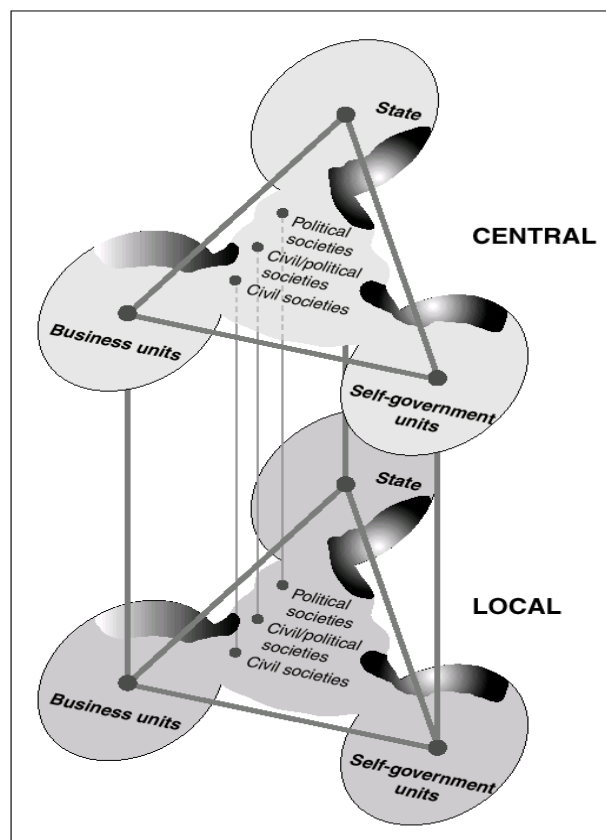 State
CENTRAL
Political
societies
Civil/political
societies
Civil societies
Business units
Self-government
units
State
LOCAL
Political
societies
Civil/political
societies
Civil societies
Business units
Self-government
units